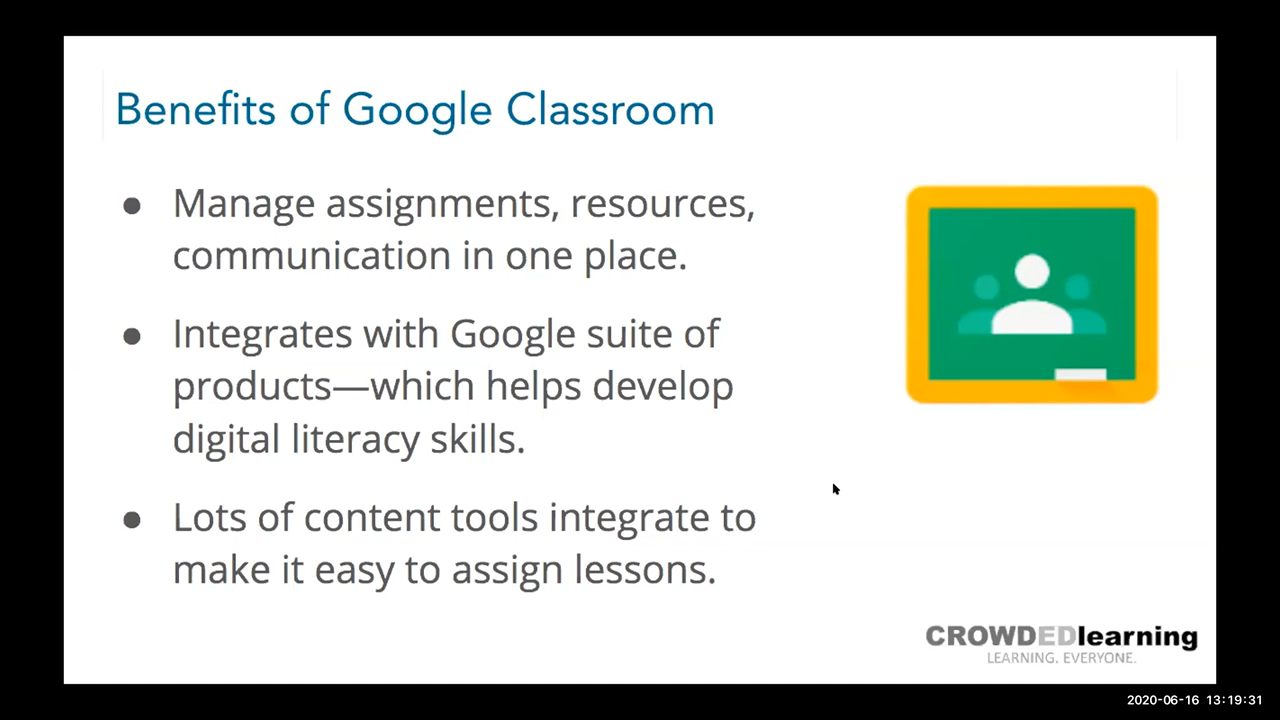 Benefits of Google Classroom
● Manage assignments, resources,
communication in one place.
● Integrates with Google suite of
products—which helps develop
digital literacy skills.
● Lots of content tools integrate to
make it easy to assign lessons.
CROWDEDlearning
LEARNING. EVERYONE.
2020-06-16 13:19:31